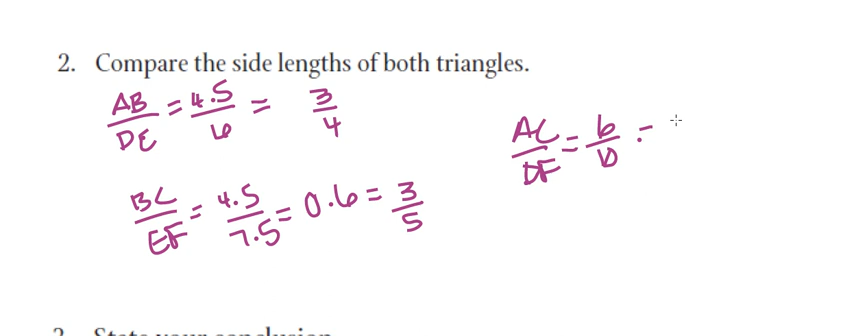 2. Compare the side lengths of both triangles.
AB/DE = 4.5/6 = 3/4
AC/DF = 6/10 =
BC/EF = 4.5/7.5 = 0.6 = 3/5